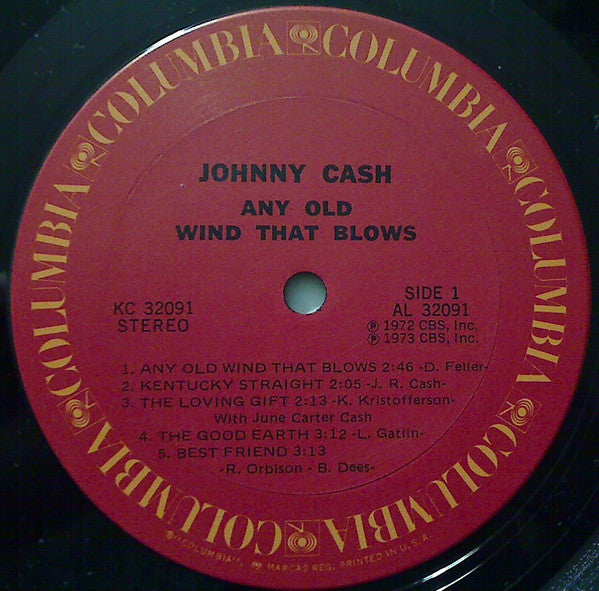 COLUMBIA COLUMBIA COLUMBIA COLUMBIA COLUMBIA COLUMBIA
JOHNNY CASH
ANY OLD
WIND THAT BLOWS
KC 32091
STEREO
SIDE 1
AL 32091
Ⓟ 1972 CBS, Inc.
Ⓟ 1973 CBS, Inc.
1. ANY OLD WIND THAT BLOWS 2:46 -D. Feller-
2. KENTUCKY STRAIGHT 2:05 -J. R. Cash-
3. THE LOVING GIFT 2:13 -K. Kristofferson-
With June Carter Cash
4. THE GOOD EARTH 3:12 -L. Gatlin-
5. BEST FRIEND 3:13
-R. Orbison - B. Dees-
"COLUMBIA", MARCAS REG. PRINTED IN U.S.A.